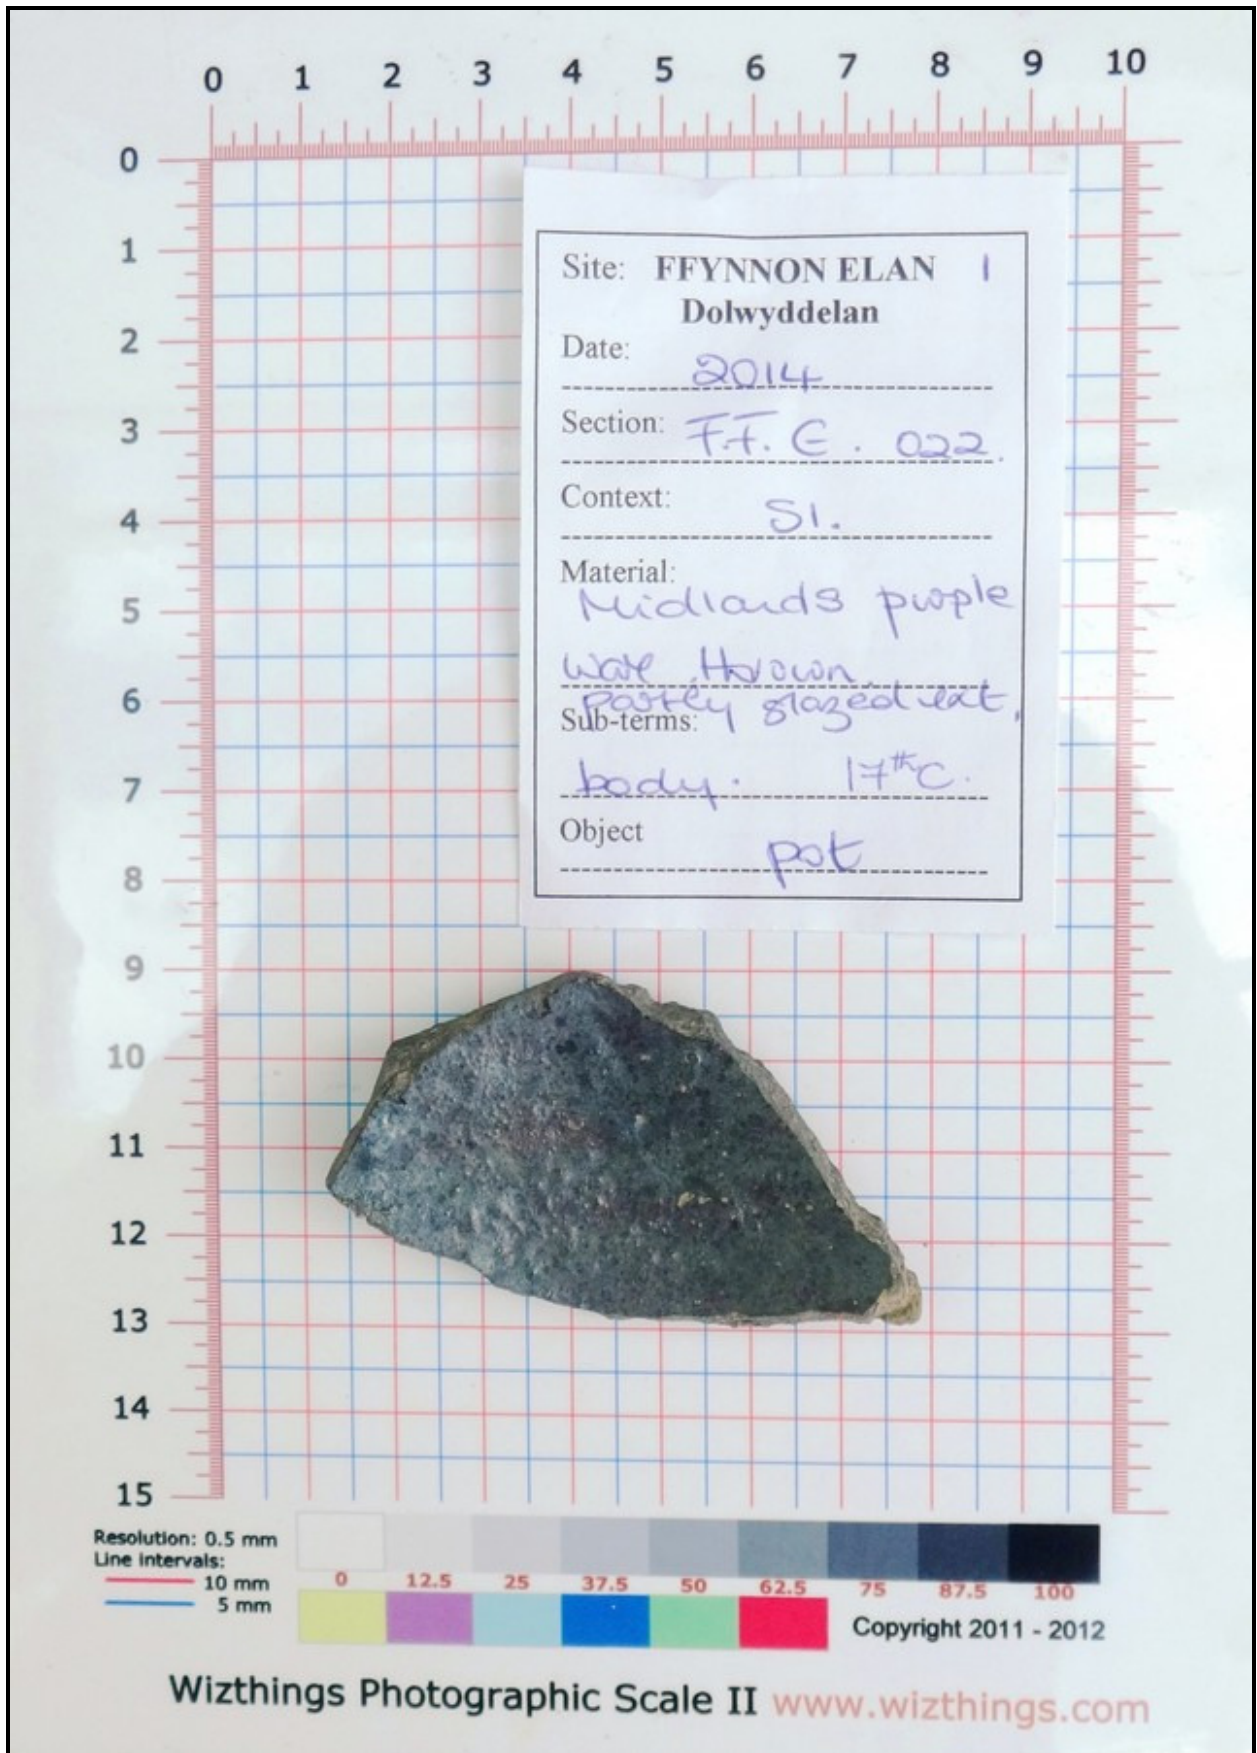 0 1 2 3 4 5 6 7 8 9 10
0
1
2
3
4
5
6
7
8
9
10
11
12
13
14
15
Site: FFYNNON ELAN 1
Dolwyddelan
Date: 2014
Section: F.F. E. 022.
Context: S1.
Material:
Midlands purple
ware. Thrown.
partly glazed ext,
Sub-terms:
body. 17th C.
Object pot
Resolution: 0.5 mm
Line intervals:
10 mm
5 mm
0 12.5 25 37.5 50 62.5 75 87.5 100
Copyright 2011 - 2012
Wizthings Photographic Scale II www.wizthings.com